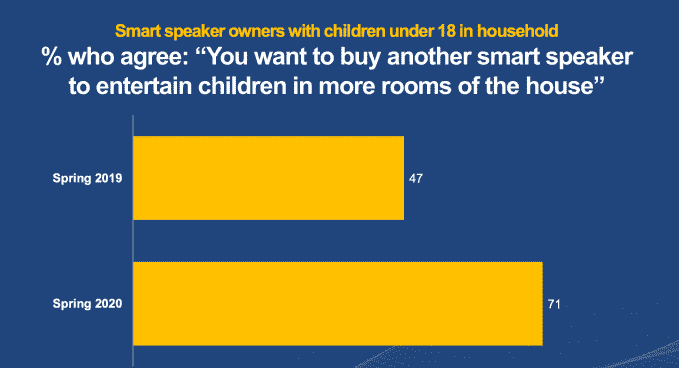 Smart speaker owners with children under 18 in household
% who agree: “You want to buy another smart speaker
to entertain children in more rooms of the house”
Spring 2019
47
Spring 2020
71